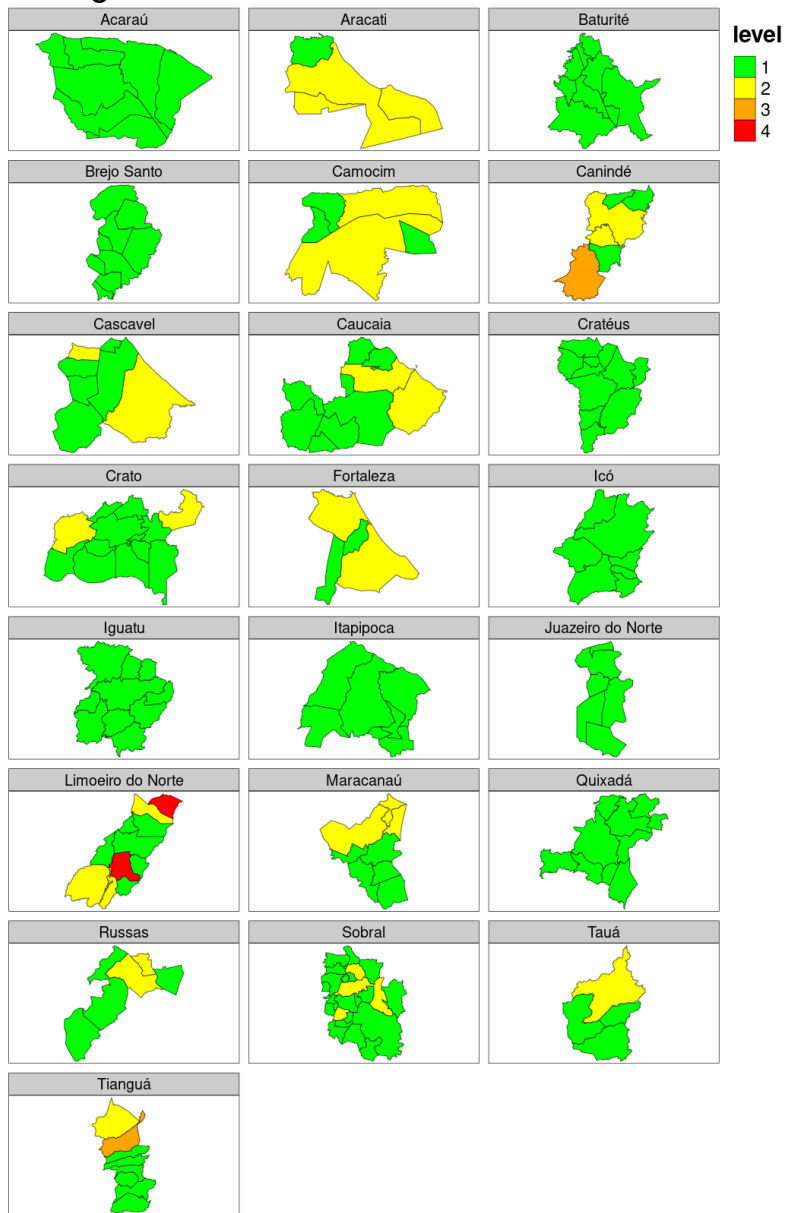 Acaraú
Aracati
Baturité
level
1
2
3
4
Brejo Santo
Camocim
Canindé
Cascavel
Caucaia
Cratéus
Crato
Fortaleza
Icó
Iguatu
Itapipoca
Juazeiro do Norte
Limoeiro do Norte
Maracanaú
Quixadá
Russas
Sobral
Tauá
Tianguá